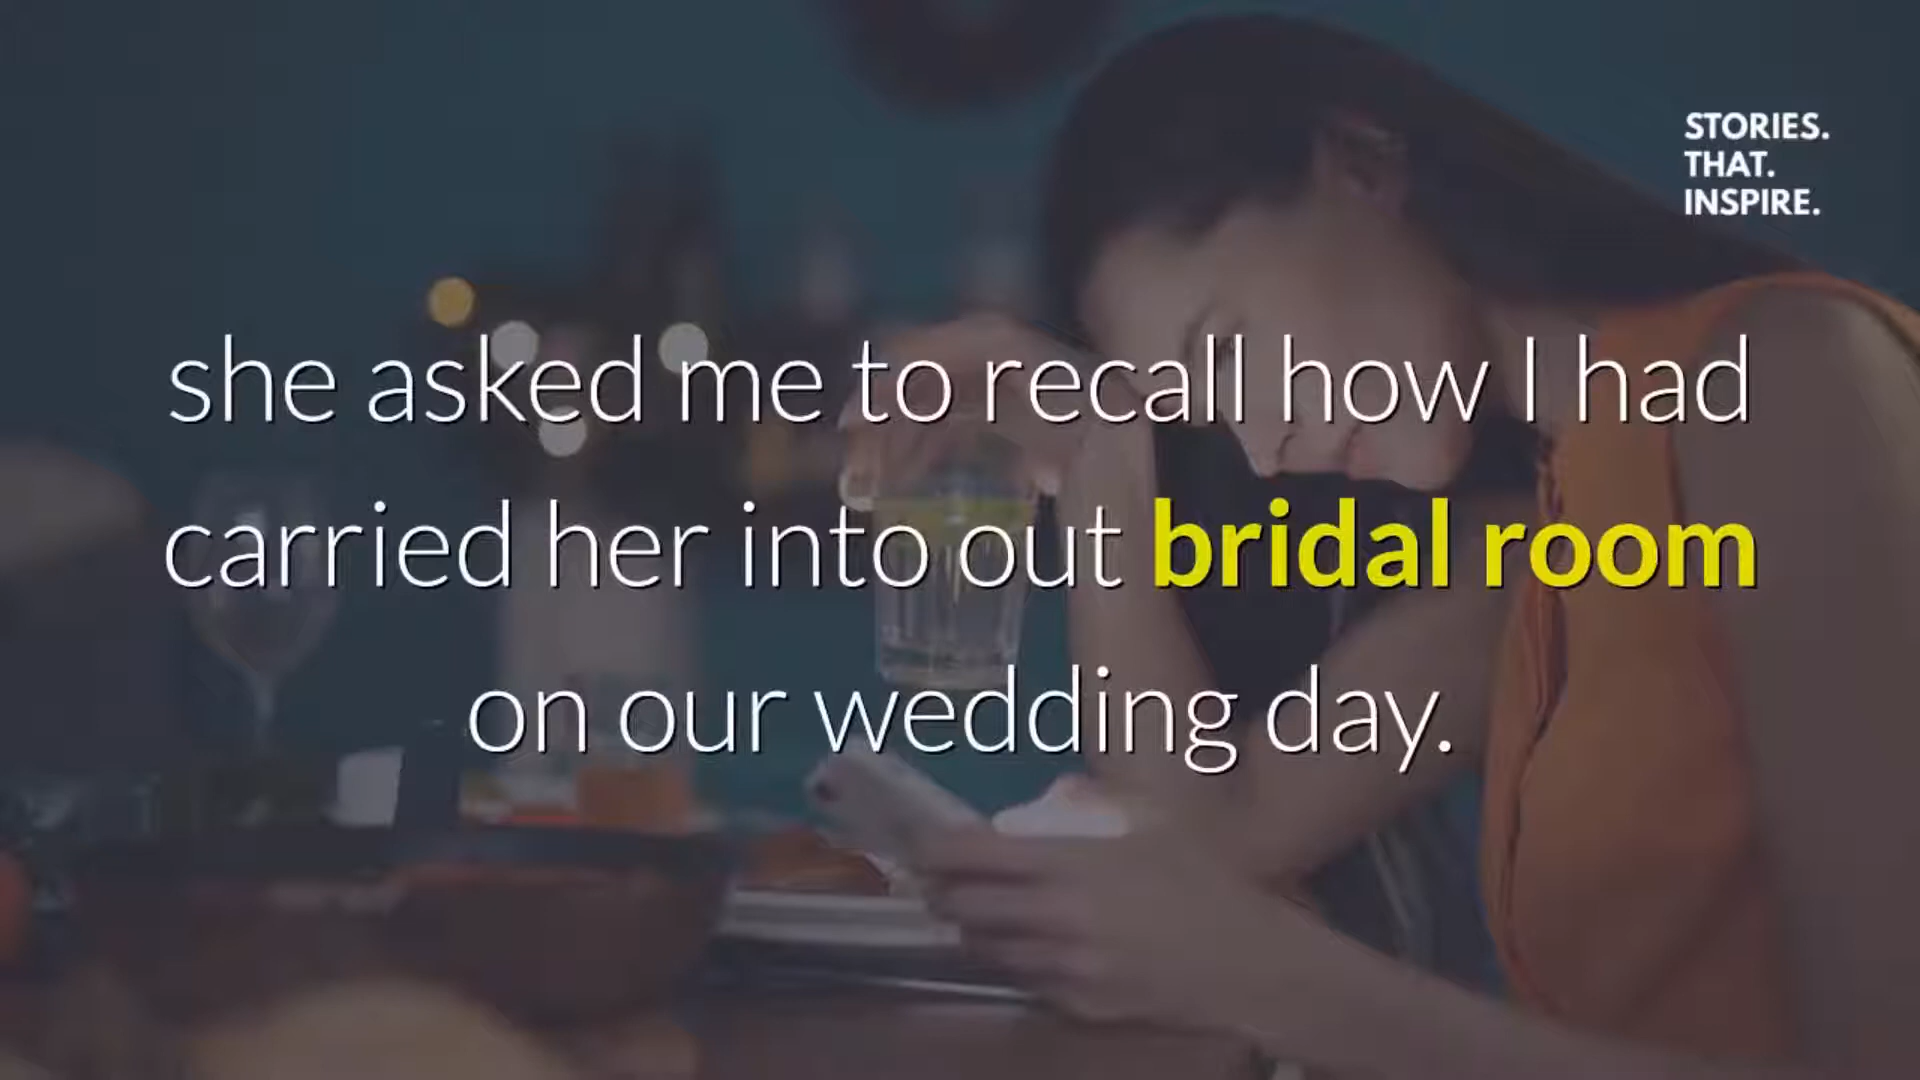 STORIES.
THAT.
INSPIRE.
she asked me to recall how I had
carried her into out bridal room
on our wedding day.